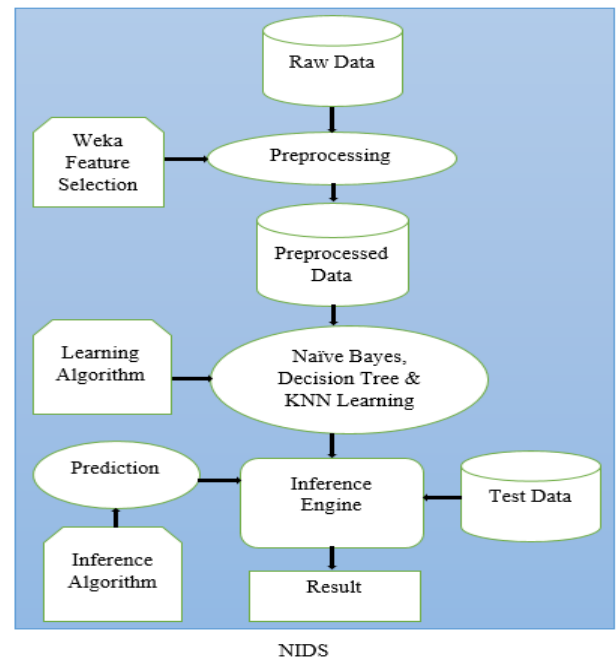 Raw Data
Weka
Feature
Selection
Preprocessing
Preprocessed
Data
Learning
Algorithm
Naïve Bayes,
Decision Tree &
KNN Learning
Prediction
Inference
Engine
Test Data
Inference
Algorithm
Result
NIDS